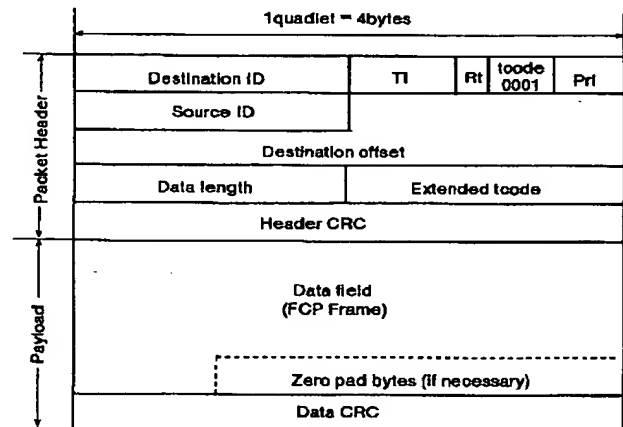 1quadlet = 4bytes
Packet Header
Destination ID
Tl
Rt
tcode
0001
Pri
Source ID
Destination offset
Data length
Extended tcode
Header CRC
Payload
Data field
(FCP Frame)
Zero pad bytes (if necessary)
Data CRC